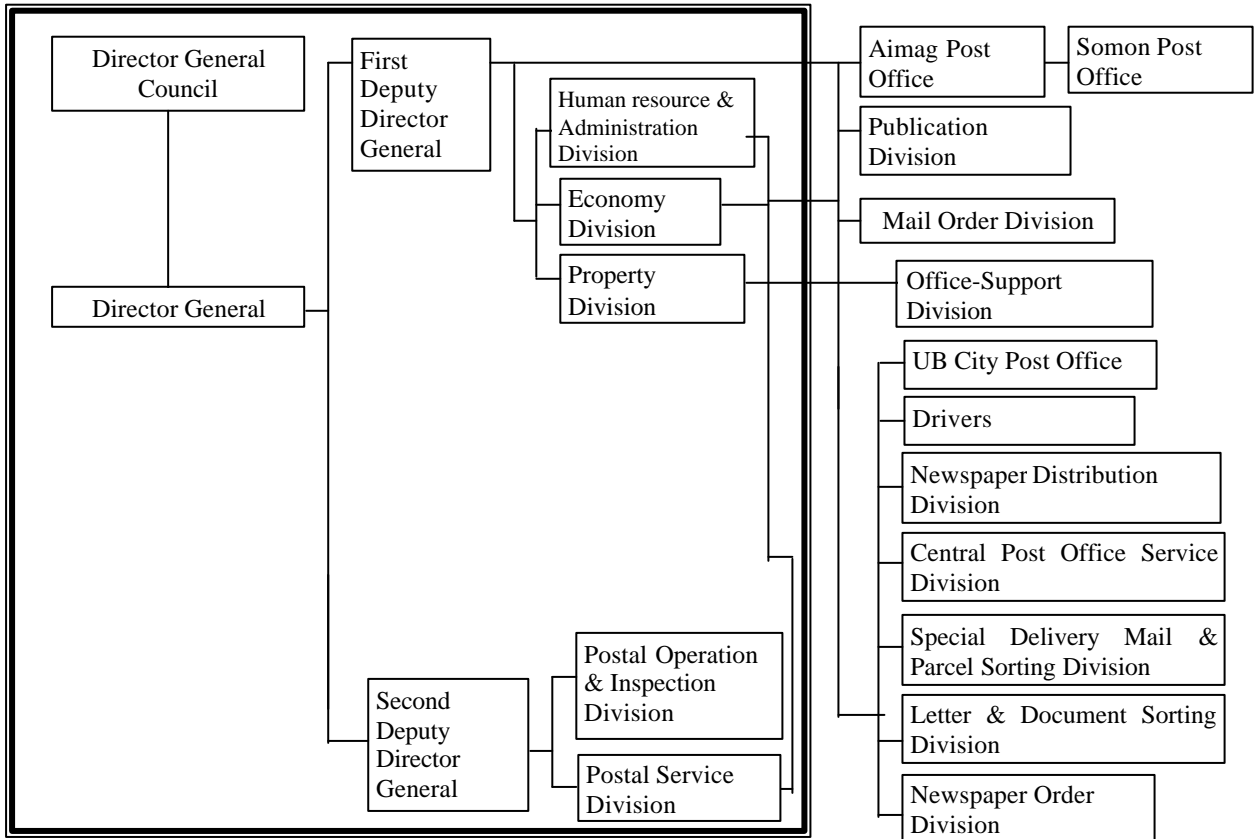 Director General
Council
Director General
First
Deputy
Director
General
Human resource &
Administration
Division
Economy
Division
Property
Division
Second
Deputy
Director
General
Postal Operation
& Inspection
Division
Postal Service
Division
Aimag Post
Office
Somon Post
Office
Publication
Division
Mail Order Division
Office-Support
Division
UB City Post Office
Drivers
Newspaper Distribution
Division
Central Post Office Service
Division
Special Delivery Mail &
Parcel Sorting Division
Letter & Document Sorting
Division
Newspaper Order
Division